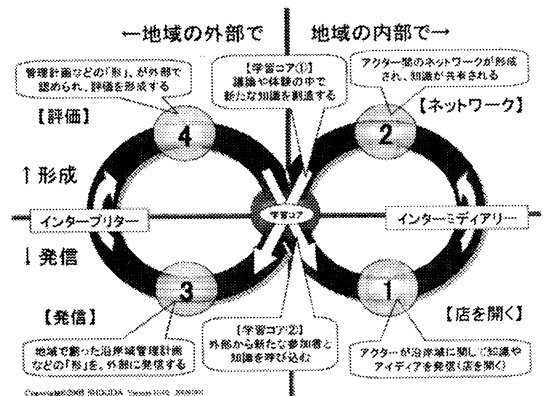 ←地域の外部で
地域の内部で→
管理計画などの「形」、が外部で
認められ、評価を形成する
【学習コア①】
議論や体験の中で
新たな知識を創造する
アクター間のネットワークが形成
され、知識が共有される
【評価】
4
2
【ネットワーク】
↑形成
インタープリター
学習コア
インターミディアリー
↓発信
3
1
【発信】
【店を開く】
地域で創った沿岸域管理計画
などの「形」を、外部に発信する
【学習コア②】
外部から新たな参加者と
知識を呼び込む
アクターが沿岸域に関して知識や
アイディアを発信(店を開く)